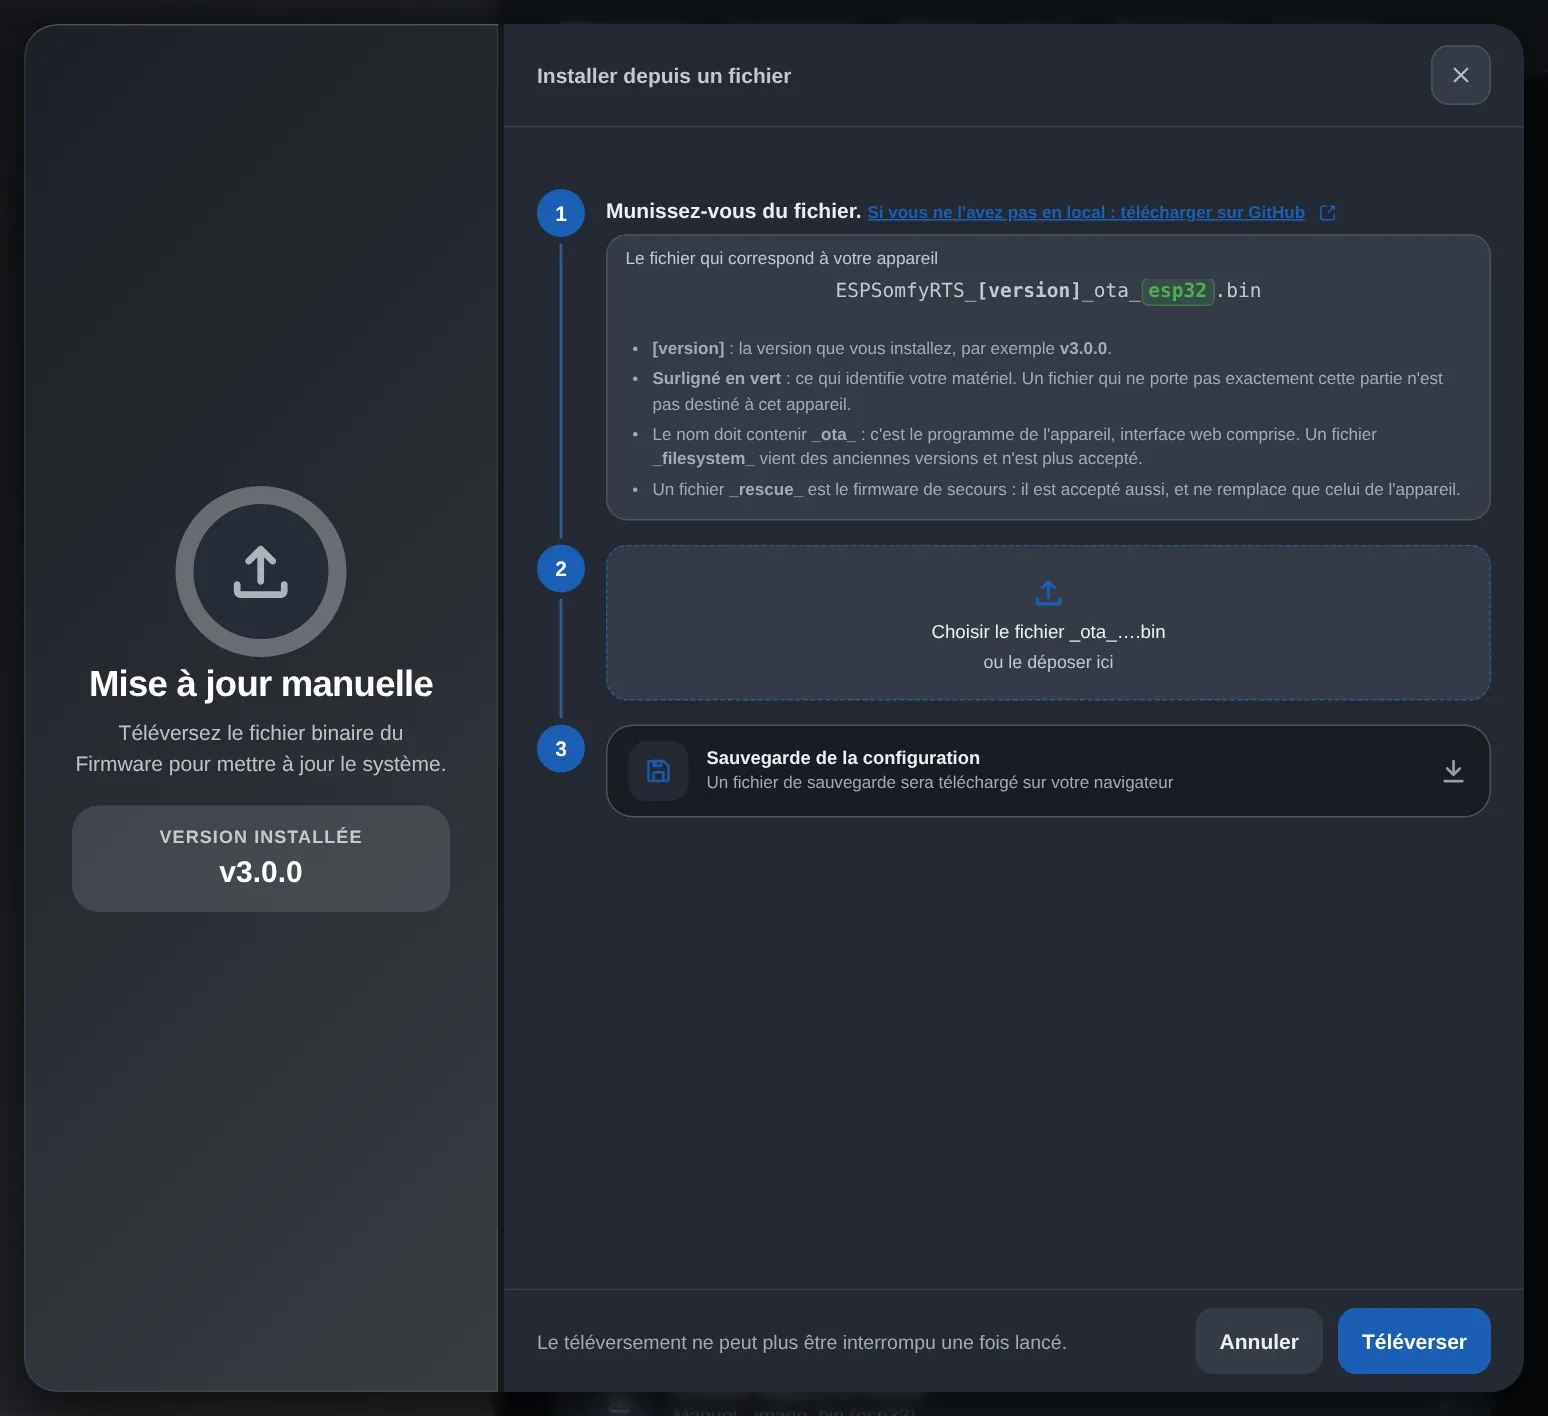 Installer depuis un fichier
1
Munissez-vous du fichier. Si vous ne l'avez pas en local : télécharger sur GitHub
Le fichier qui correspond à votre appareil
ESPSomfyRTS_[version]_ota_esp32.bin
• [version] : la version que vous installez, par exemple v3.0.0.
• Surligné en vert : ce qui identifie votre matériel. Un fichier qui ne porte pas exactement cette partie n'est
pas destiné à cet appareil.
• Le nom doit contenir _ota_ : c'est le programme de l'appareil, interface web comprise. Un fichier
_filesystem_ vient des anciennes versions et n'est plus accepté.
• Un fichier _rescue_ est le firmware de secours : il est accepté aussi, et ne remplace que celui de l'appareil.
2
Choisir le fichier _ota_….bin
ou le déposer ici
3
Sauvegarde de la configuration
Un fichier de sauvegarde sera téléchargé sur votre navigateur
Mise à jour manuelle
Téléversez le fichier binaire du
Firmware pour mettre à jour le système.
VERSION INSTALLÉE
v3.0.0
Le téléversement ne peut plus être interrompu une fois lancé.
Annuler
Téléverser